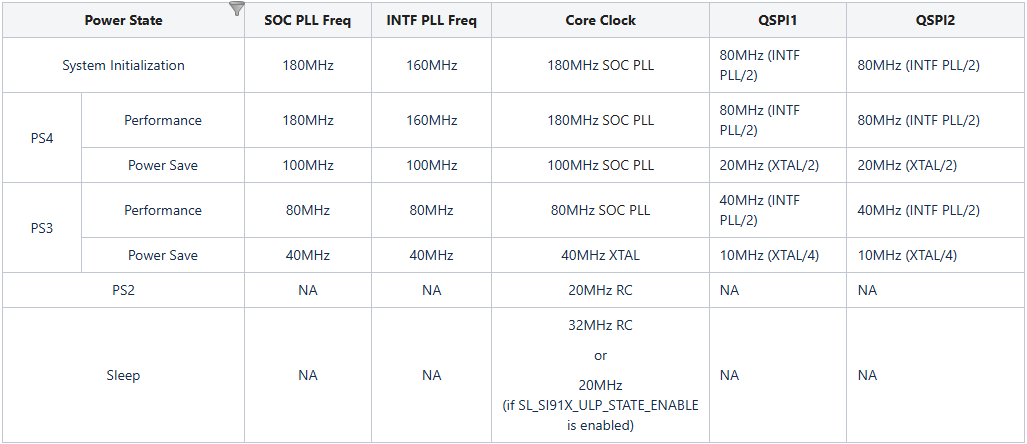 Power State SOC PLL Freq INTF PLL Freq Core Clock QSPI1 QSPI2
System Initialization 180MHz 160MHz 180MHz SOC PLL 80MHz (INTF PLL/2) 80MHz (INTF PLL/2)
PS4 Performance 180MHz 160MHz 180MHz SOC PLL 80MHz (INTF PLL/2) 80MHz (INTF PLL/2)
Power Save 100MHz 100MHz 100MHz SOC PLL 20MHz (XTAL/2) 20MHz (XTAL/2)
PS3 Performance 80MHz 80MHz 80MHz SOC PLL 40MHz (INTF PLL/2) 40MHz (INTF PLL/2)
Power Save 40MHz 40MHz 40MHz XTAL 10MHz (XTAL/4) 10MHz (XTAL/4)
PS2 NA NA 20MHz RC NA NA
Sleep NA NA 32MHz RC
or
20MHz
(if SL_SI91X_ULP_STATE_ENABLE
is enabled) NA NA